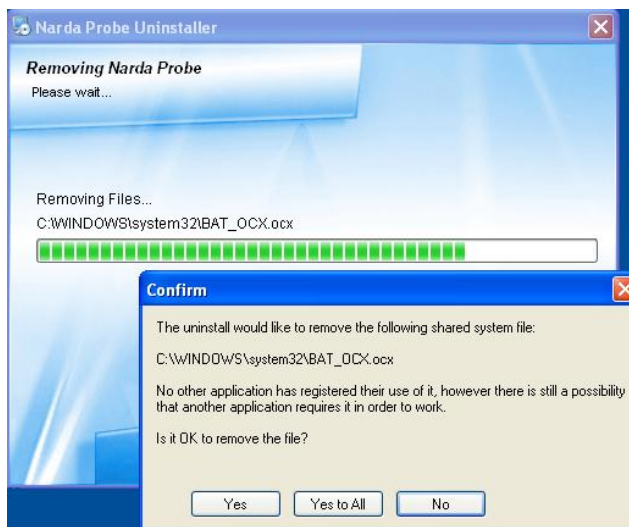 Narda Probe Uninstaller
Removing Narda Probe
Please wait...
Removing Files...
C:\WINDOWS\system32\BAT_OCX.ocx
Confirm
The uninstall would like to remove the following shared system file:
C:\WINDOWS\system32\BAT_OCX.ocx
No other application has registered their use of it, however there is still a possibility
that another application requires it in order to work.
Is it OK to remove the file?
Yes
Yes to All
No